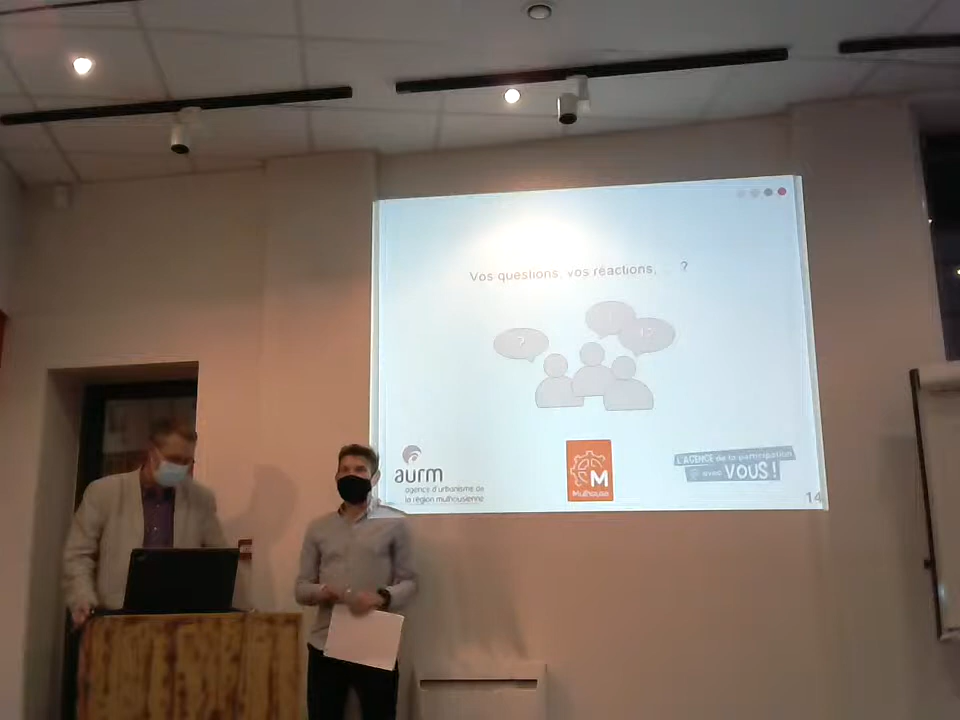 Vos questions, vos réactions, ... ?
?
!?
aurm
agence d'urbanisme de
la région mulhousienne
M
Mulhouse
L'AGENCE de la participation
avec VOUS !
14